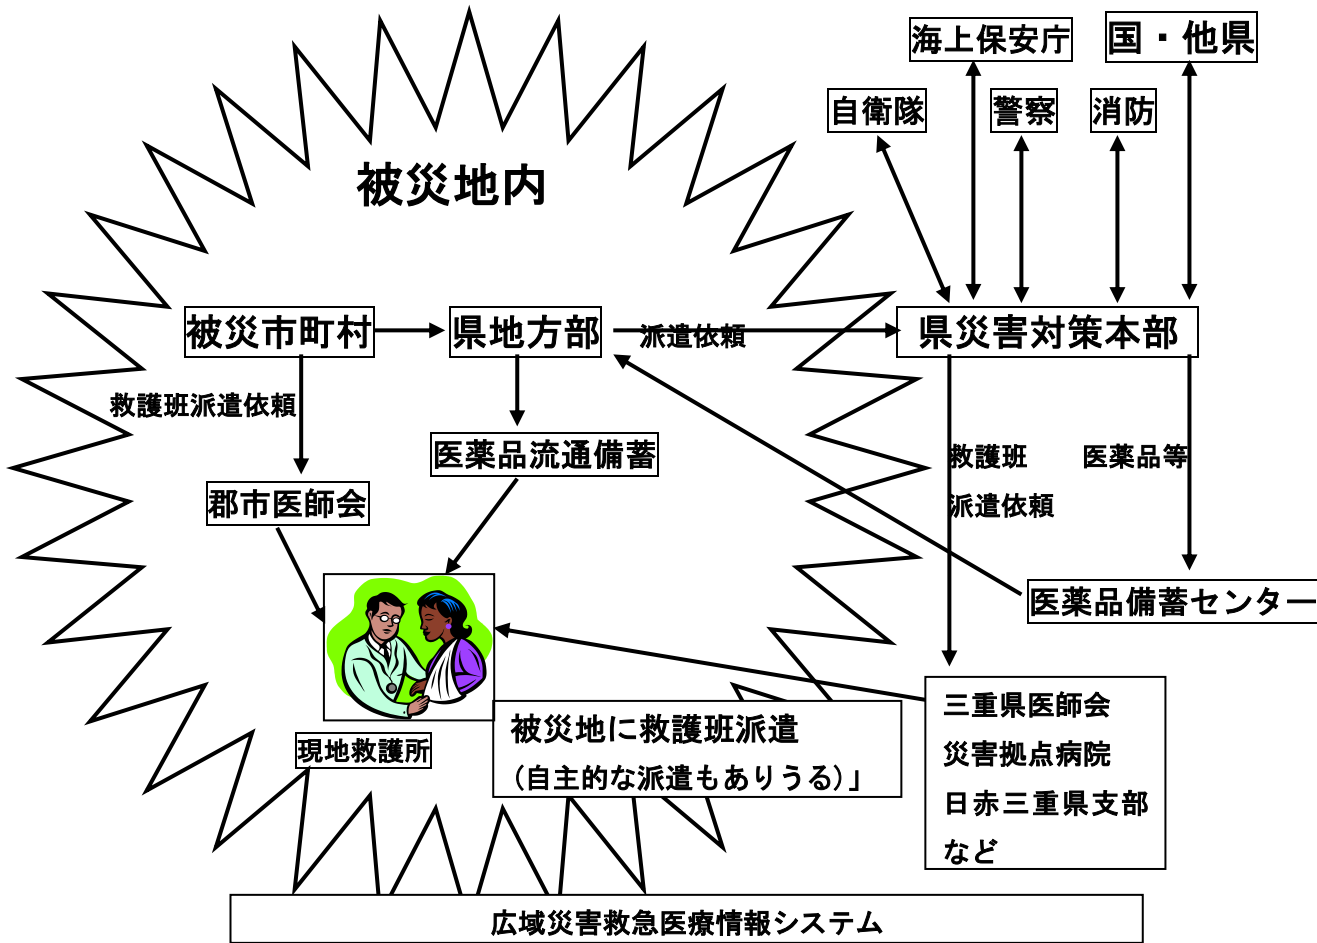 海上保安庁
国・他県
自衛隊
警察
消防
被災地内
被災市町村
県地方部
派遣依頼
県災害対策本部
救護班派遣依頼
医薬品流通備蓄
救護班
派遣依頼
医薬品等
郡市医師会
医薬品備蓄センター
三重県医師会
災害拠点病院
日赤三重県支部
など
被災地に救護班派遣
(自主的な派遣もありうる)」
現地救護所
広域災害救急医療情報システム